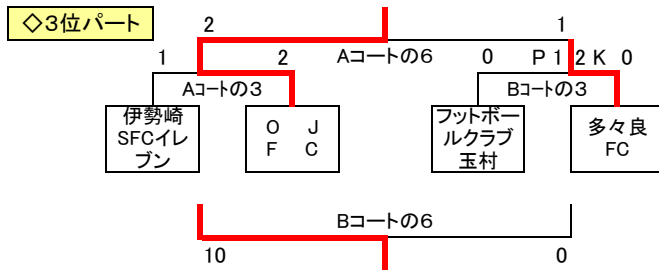 ◇3位パート
2
1
1
2
Aコートの6
0
P1 2K
0
Aコートの3
Bコートの3
伊勢崎
SFCイレ
ブン
O J
F C
フットボー
ルクラブ
玉村
多々良
FC
Bコートの6
10
0